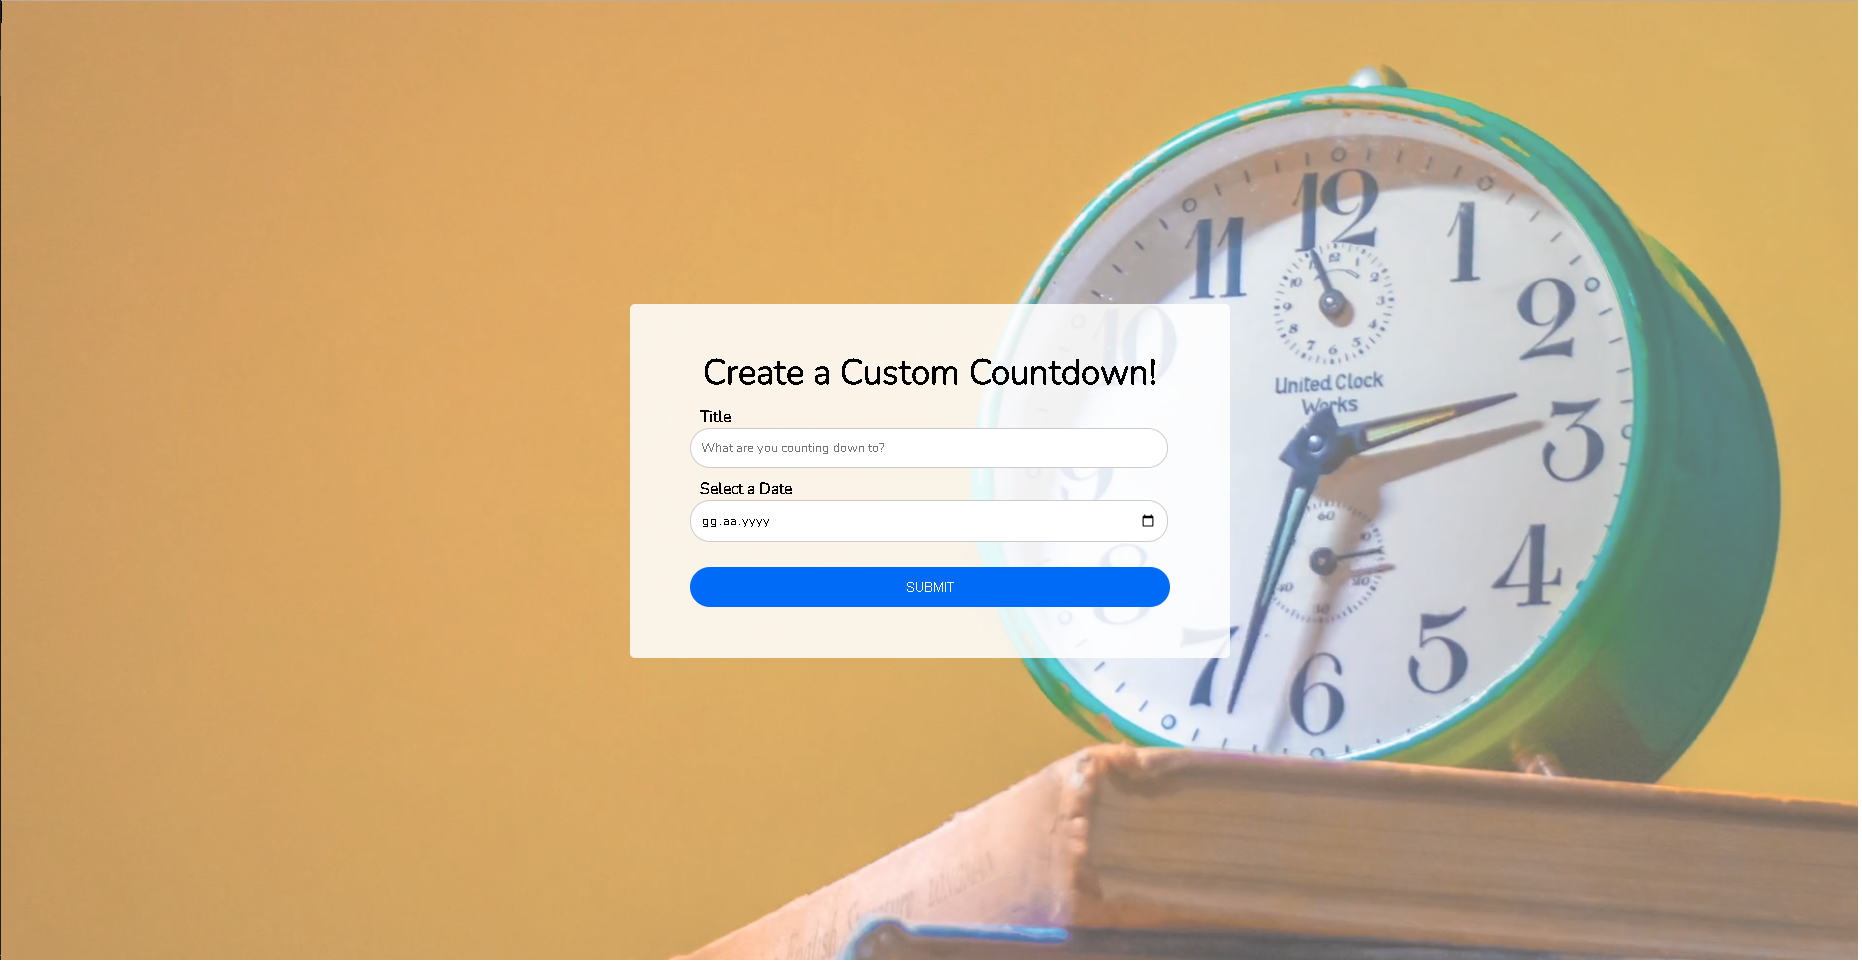 Create a Custom Countdown!
Title
What are you counting down to?
Select a Date
gg.aa.yyyy
SUBMIT
12
11
1
10
2
United Clock
Works
3
9
4
8
5
7
6